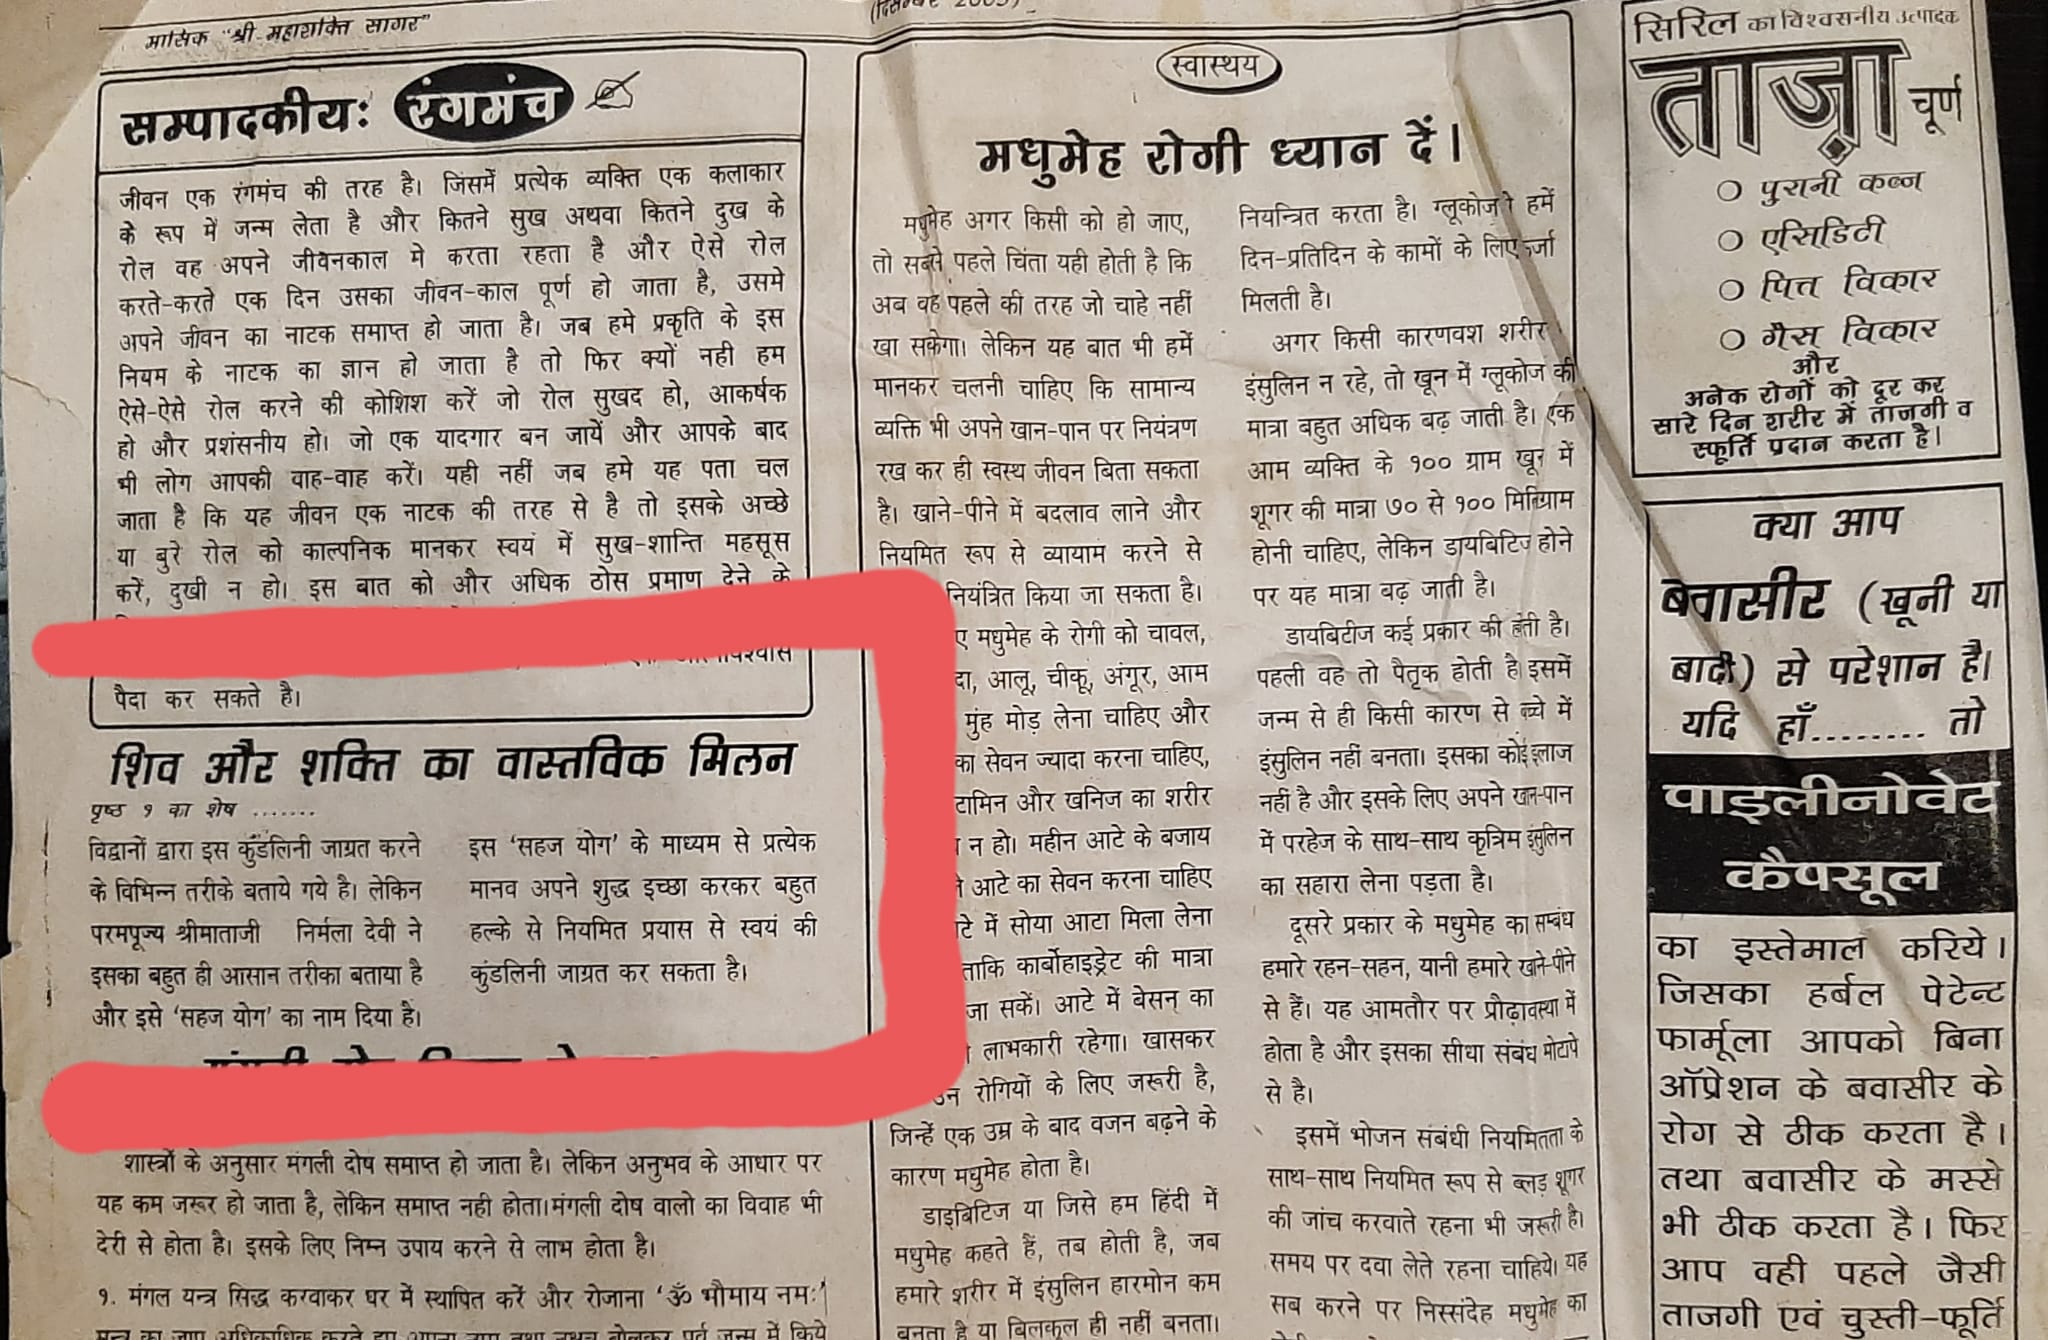 मासिक "श्री महाशक्ति सागर"
सम्पादकीय: रंगमंच
जीवन एक रंगमंच की तरह है। जिसमें प्रत्येक व्यक्ति एक कलाकार
के रूप में जन्म लेता है और कितने सुख अथवा कितने दुख के
रोल वह अपने जीवनकाल मे करता रहता है और ऐसे रोल
करते-करते एक दिन उसका जीवन-काल पूर्ण हो जाता है, उसमे
अपने जीवन का नाटक समाप्त हो जाता है। जब हमे प्रकृति के इस
नियम के नाटक का ज्ञान हो जाता है तो फिर क्यों नही हम
ऐसे-ऐसे रोल करने की कोशिश करें जो रोल सुखद हो, आकर्षक
हो और प्रशंसनीय हो। जो एक यादगार बन जायें और आपके बाद
भी लोग आपकी वाह-वाह करें। यही नहीं जब हमे यह पता चल
जाता है कि यह जीवन एक नाटक की तरह से है तो इसके अच्छे
या बुरे रोल को काल्पनिक मानकर स्वयं में सुख-शान्ति महसूस
करें, दुखी न हो। इस बात को और अधिक ठोस प्रमाण देने के
पैदा कर सकते है।
शिव और शक्ति का वास्तविक मिलन
पृष्ठ १ का शेष .......
विद्वानों द्वारा इस कुंडलिनी जाग्रत करने
के विभिन्न तरीके बताये गये है। लेकिन
परमपूज्य श्रीमाताजी निर्मला देवी ने
इसका बहुत ही आसान तरीका बताया है
और इसे 'सहज योग' का नाम दिया है।
इस 'सहज योग' के माध्यम से प्रत्येक
मानव अपने शुद्ध इच्छा करकर बहुत
हल्के से नियमित प्रयास से स्वयं की
कुंडलिनी जाग्रत कर सकता है।
शास्त्रों के अनुसार मंगली दोष समाप्त हो जाता है। लेकिन अनुभव के आधार पर
यह कम जरूर हो जाता है, लेकिन समाप्त नही होता।मंगली दोष वालो का विवाह भी
देरी से होता है। इसके लिए निम्न उपाय करने से लाभ होता है।
१. मंगल यन्त्र सिद्ध करवाकर घर में स्थापित करें और रोजाना 'ॐ भौमाय नमः'
स्वास्थय
मधुमेह रोगी ध्यान दें।
मधुमेह अगर किसी को हो जाए,
तो सबसे पहले चिंता यही होती है कि
अब वह पहले की तरह जो चाहे नहीं
खा सकेगा। लेकिन यह बात भी हमें
मानकर चलनी चाहिए कि सामान्य
व्यक्ति भी अपने खान-पान पर नियंत्रण
रख कर ही स्वस्थ जीवन बिता सकता
है। खाने-पीने में बदलाव लाने और
नियमित रूप से व्यायाम करने से
नियंत्रित किया जा सकता है।
मधुमेह के रोगी को चावल,
आलू, चीकू, अंगूर, आम
मुंह मोड़ लेना चाहिए और
का सेवन ज्यादा करना चाहिए,
और खनिज का शरीर
न हो। महीन आटे के बजाय
आटे का सेवन करना चाहिए
में सोया आटा मिला लेना
ताकि कार्बोहाइड्रेट की मात्रा
जा सकें। आटे में बेसन का
लाभकारी रहेगा। खासकर
उन रोगियों के लिए जरूरी है,
जिन्हें एक उम्र के बाद वजन बढ़ने के
कारण मधुमेह होता है।
डाइबिटिज या जिसे हम हिंदी में
मधुमेह कहते हैं, तब होती है, जब
हमारे शरीर में इंसुलिन हारमोन कम
बनता है या बिलकुल ही नहीं बनता।
नियन्त्रित करता है। ग्लूकोज से हमें
दिन-प्रतिदिन के कामों के लिए ऊर्जा
मिलती है।
अगर किसी कारणवश शरीर
इंसुलिन न रहे, तो खून में ग्लूकोज की
मात्रा बहुत अधिक बढ़ जाती है। एक
आम व्यक्ति के १०० ग्राम खून में
शूगर की मात्रा ७० से १०० मिलिग्राम
होनी चाहिए, लेकिन डायबिटिज होने
पर यह मात्रा बढ़ जाती है।
डायबिटीज कई प्रकार की होती है।
पहली वह तो पैतृक होती है। इसमें
जन्म से ही किसी कारण से बच्चे में
इंसुलिन नहीं बनता। इसका कोई इलाज
नहीं है और इसके लिए अपने खान-पान
में परहेज के साथ-साथ कृत्रिम इंसुलिन
का सहारा लेना पड़ता है।
दूसरे प्रकार के मधुमेह का सम्बंध
हमारे रहन-सहन, यानी हमारे खाने-पीने
से हैं। यह आमतौर पर प्रौढ़ावस्था में
होता है और इसका सीधा संबंध मोटापे
से है।
इसमें भोजन संबंधी नियमितता के
साथ-साथ नियमित रूप से ब्लड शूगर
की जांच करवाते रहना भी जरूरी है।
समय पर दवा लेते रहना चाहिये। यह
सब करने पर निस्संदेह मधुमेह का
सिरिल का विश्वसनीय उत्पादक
ताज़ा चूर्ण
पुरानी कब्ज
एसिडिटी
पित्त विकार
गैस विकार
और
अनेक रोगों को दूर कर
सारे दिन शरीर में ताजगी व
स्फूर्ति प्रदान करता है।
क्या आप
बवासीर (खूनी या
बादी) से परेशान है।
यदि हाँ........ तो
पाइलीनोवेट
कैपसूल
का इस्तेमाल करिये।
जिसका हर्बल पेटेन्ट
फार्मूला आपको बिना
ऑप्रेशन के बवासीर के
रोग से ठीक करता है।
तथा बवासीर के मस्से
भी ठीक करता है। फिर
आप वही पहले जैसी
ताजगी एवं चुस्ती-फूर्ति